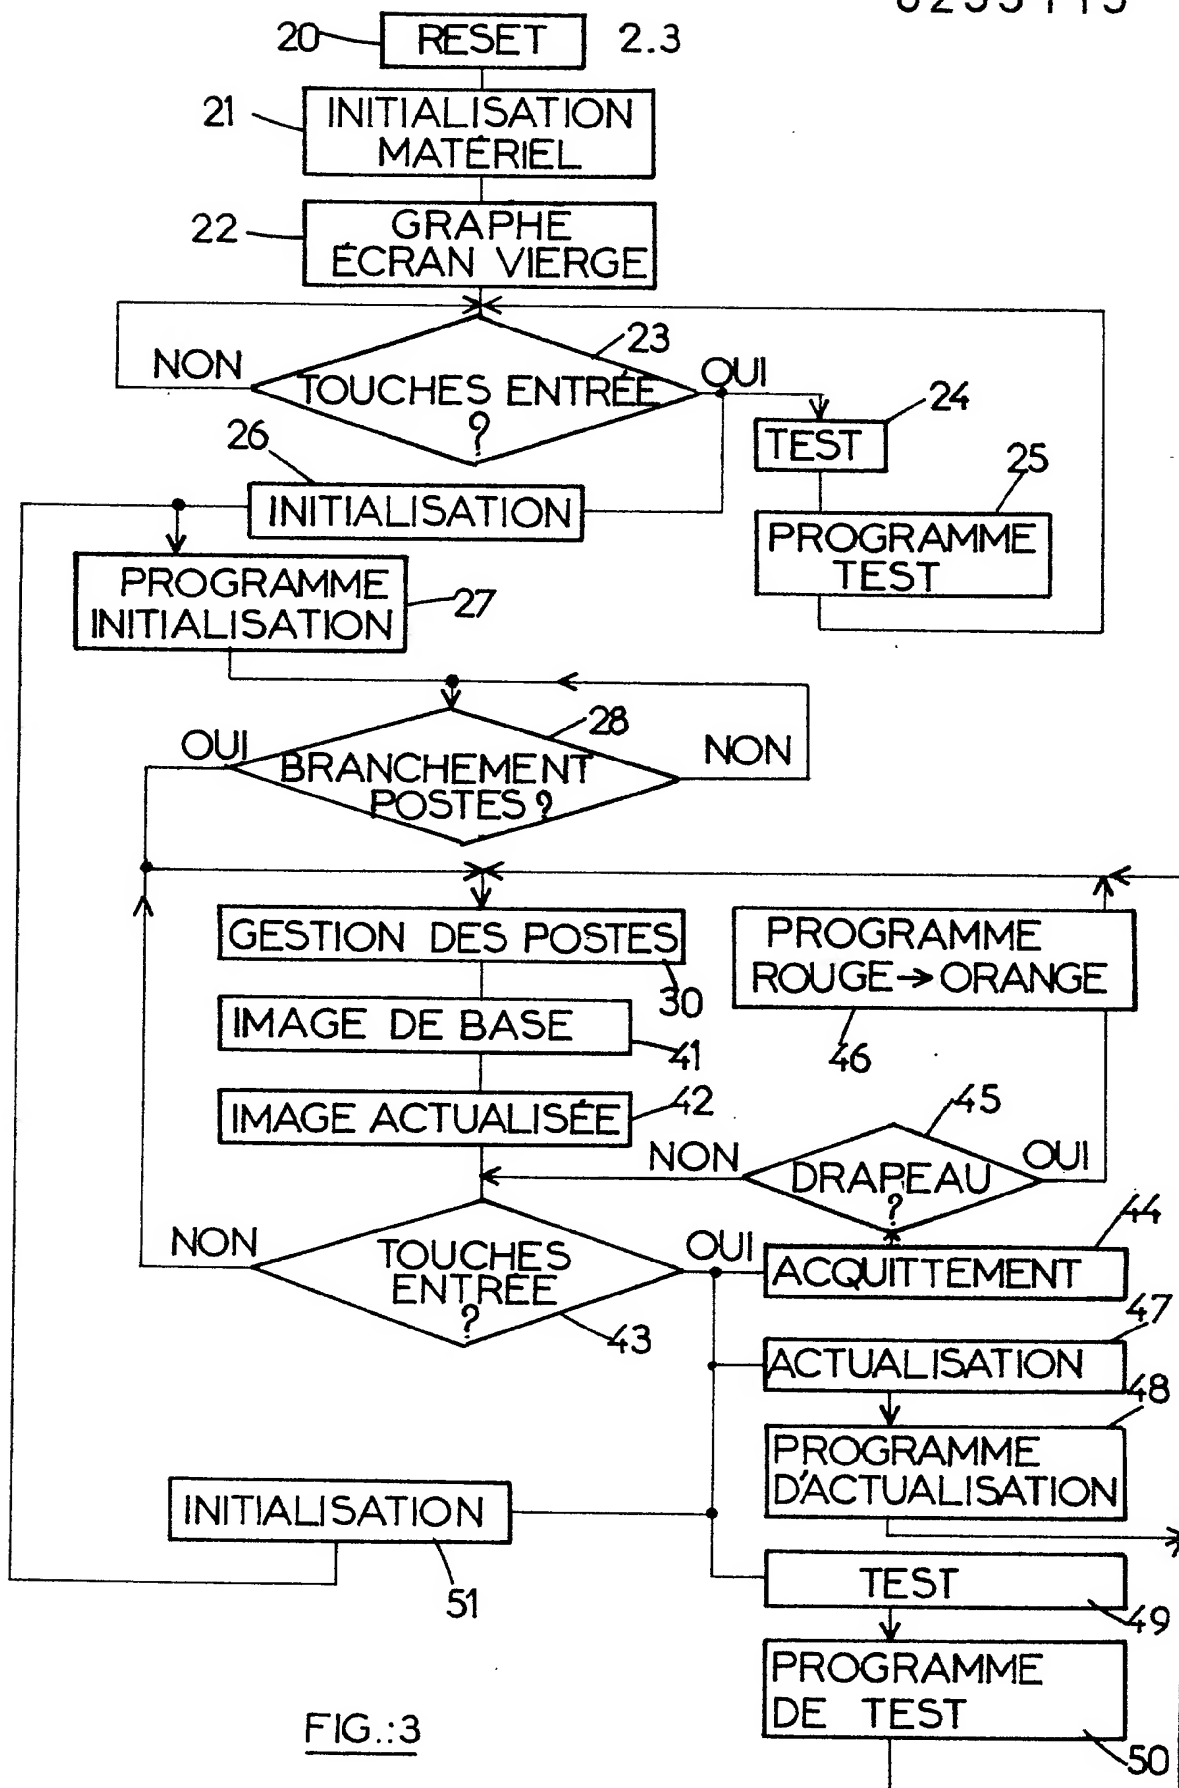 20 RESET 2.3
21 INITIALISATION
MATÉRIEL
22 GRAPHE
ÉCRAN VIERGE
23
NON TOUCHES ENTRÉE OUI
?
24
TEST
26
25
INITIALISATION
PROGRAMME
TEST
PROGRAMME
INITIALISATION
27
28
OUI NON
BRANCHEMENT
POSTES ?
GESTION DES POSTES
30
PROGRAMME
ROUGE → ORANGE
46
IMAGE DE BASE
41
IMAGE ACTUALISÉE
42
45
NON DRAPEAU OUI
?
44
NON TOUCHES OUI
ENTRÉE
?
43
ACQUITTEMENT
47
ACTUALISATION
48
PROGRAMME
D'ACTUALISATION
INITIALISATION
51
TEST
49
PROGRAMME
DE TEST
50
FIG.:3